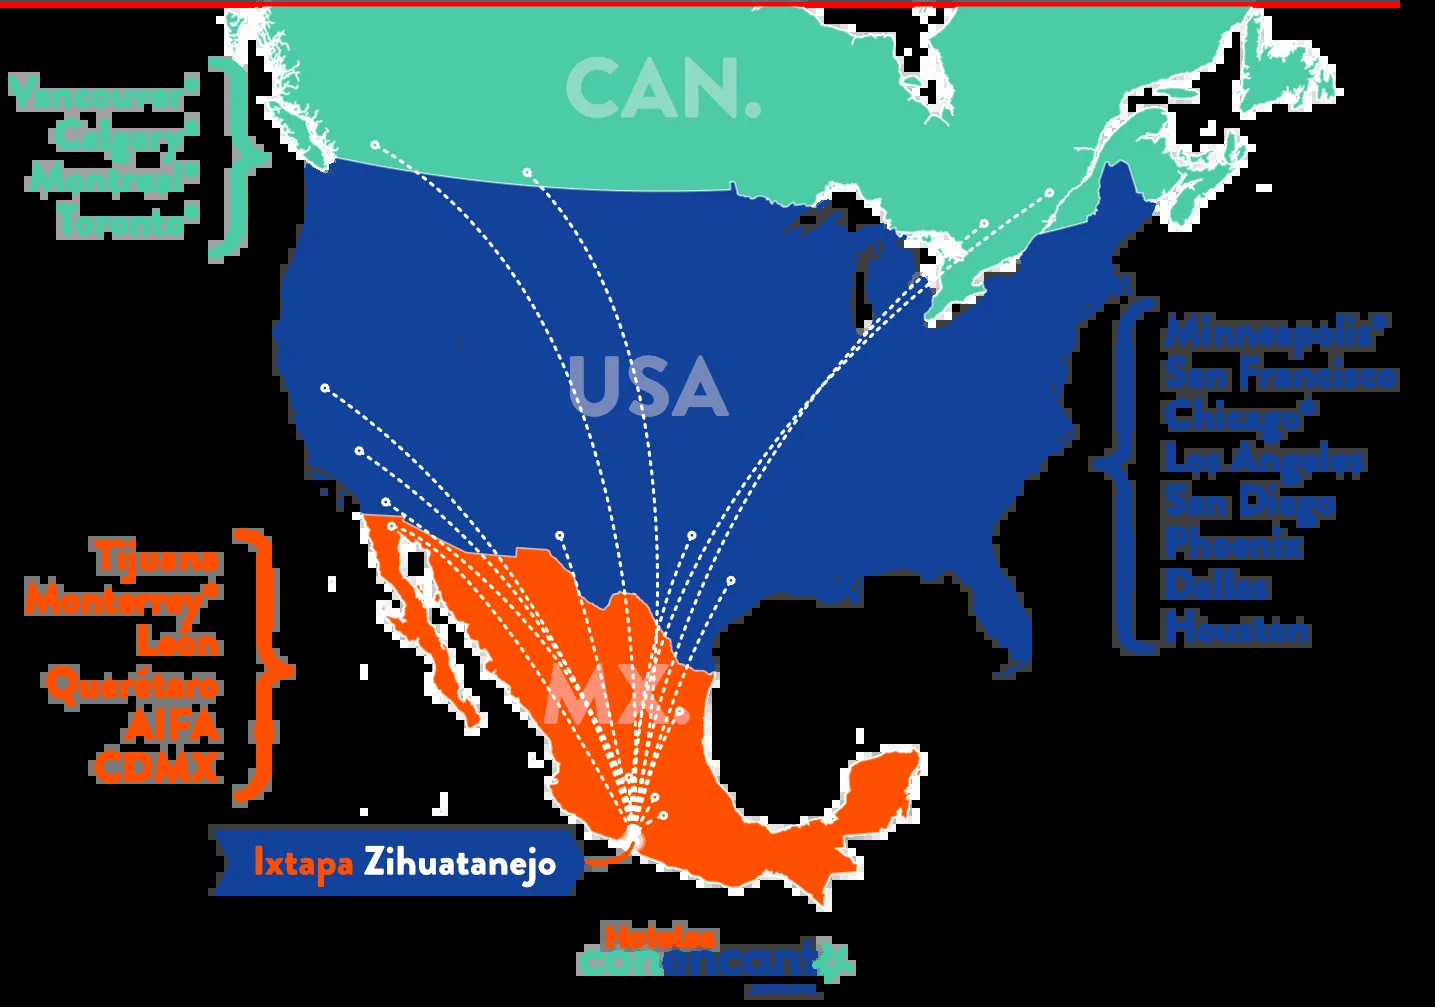 CAN.
Vancouver*
Calgary*
Montreal*
Toronto*
USA
Minneapolis*
San Francisco
Chicago*
Los Angeles
San Diego
Phoenix
Dallas
Houston
Tijuana
Monterrey*
León
Querétaro
AIFA
CDMX
MX.
Ixtapa Zihuatanejo
Hoteles
conencanto